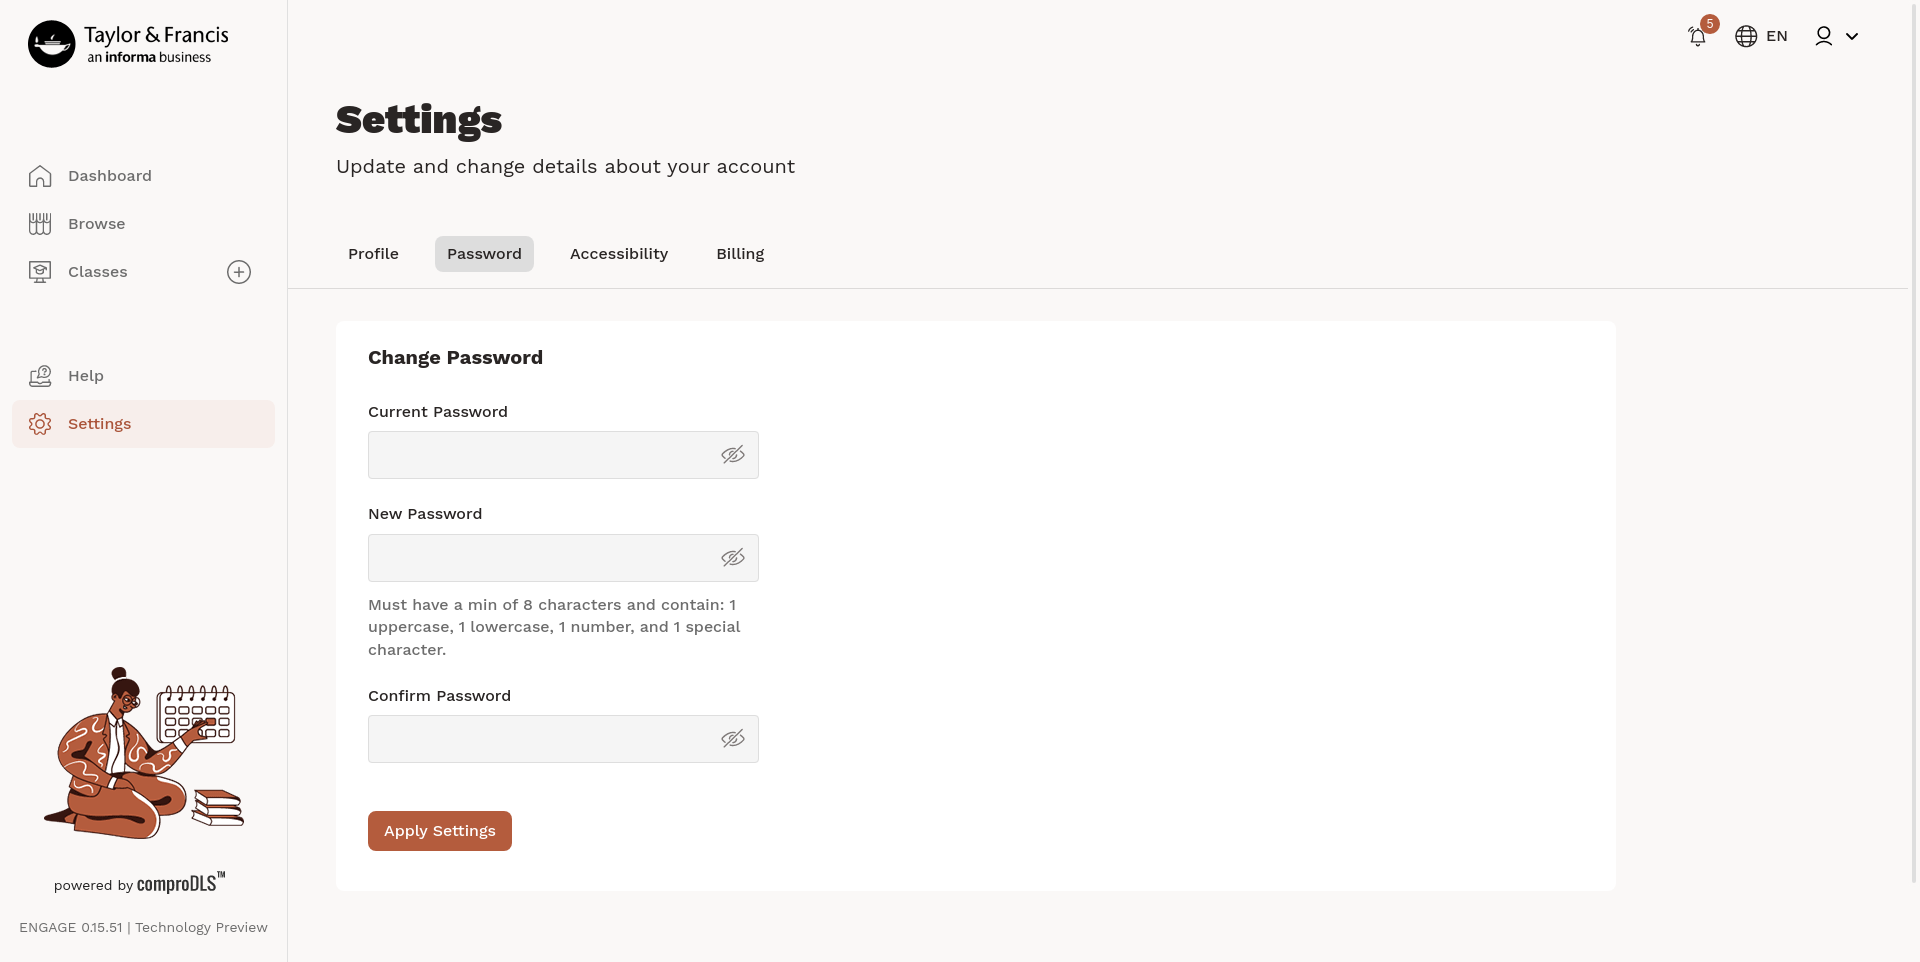 Taylor & Francis
an informa business
Dashboard
Browse
Classes
Help
Settings
powered by comproDLS™
ENGAGE 0.15.51 | Technology Preview
5
EN
Settings
Update and change details about your account
Profile
Password
Accessibility
Billing
Change Password
Current Password
New Password
Must have a min of 8 characters and contain: 1
uppercase, 1 lowercase, 1 number, and 1 special
character.
Confirm Password
Apply Settings